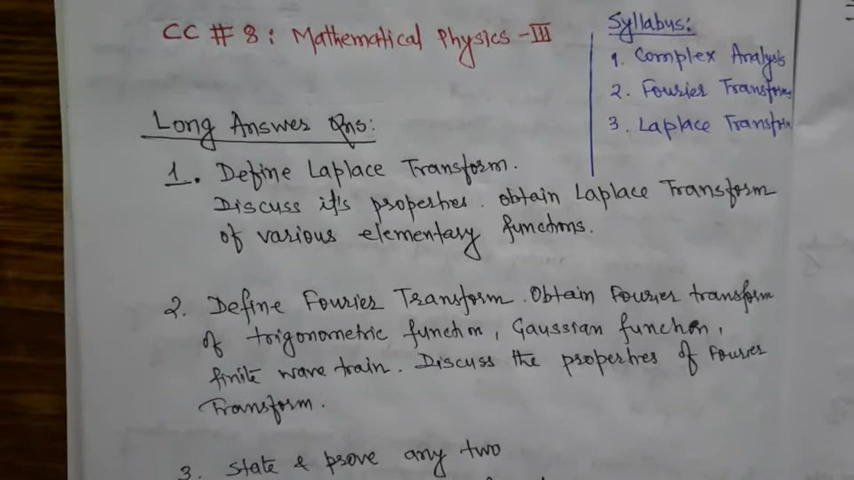 CC # 8: Mathematical Physics - III
Syllabus:
1. Complex Analysis
2. Fourier Transforms
3. Laplace Transform
Long Answer Qns:
1. Define Laplace Transform.
Discuss it's properties. Obtain Laplace Transform
of various elementary functions.
2. Define Fourier Transform. Obtain Fourier transform
of trigonometric function, Gaussian function,
finite wave train. Discuss the properties of Fourier
Transform.
3. State & prove any two